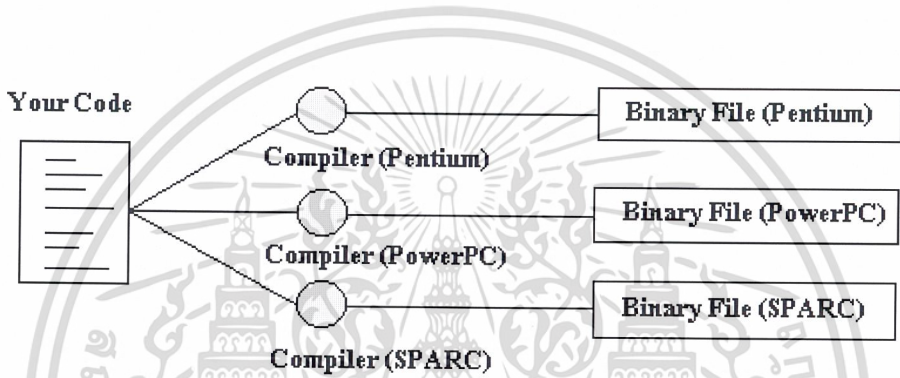 Your Code
Binary File (Pentium)
Compiler (Pentium)
Binary File (PowerPC)
Compiler (PowerPC)
Binary File (SPARC)
Compiler (SPARC)